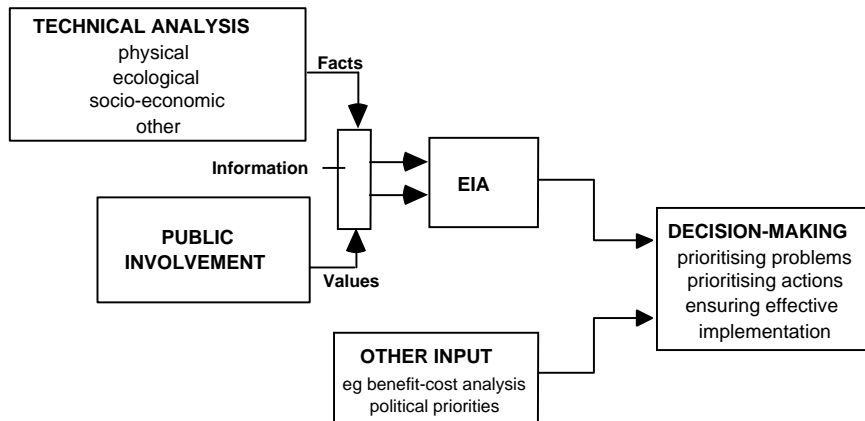 TECHNICAL ANALYSIS
physical
ecological
socio-economic
other
Facts
Information
EIA
PUBLIC
INVOLVEMENT
Values
DECISION-MAKING
prioritising problems
prioritising actions
ensuring effective
implementation
OTHER INPUT
eg benefit-cost analysis
political priorities